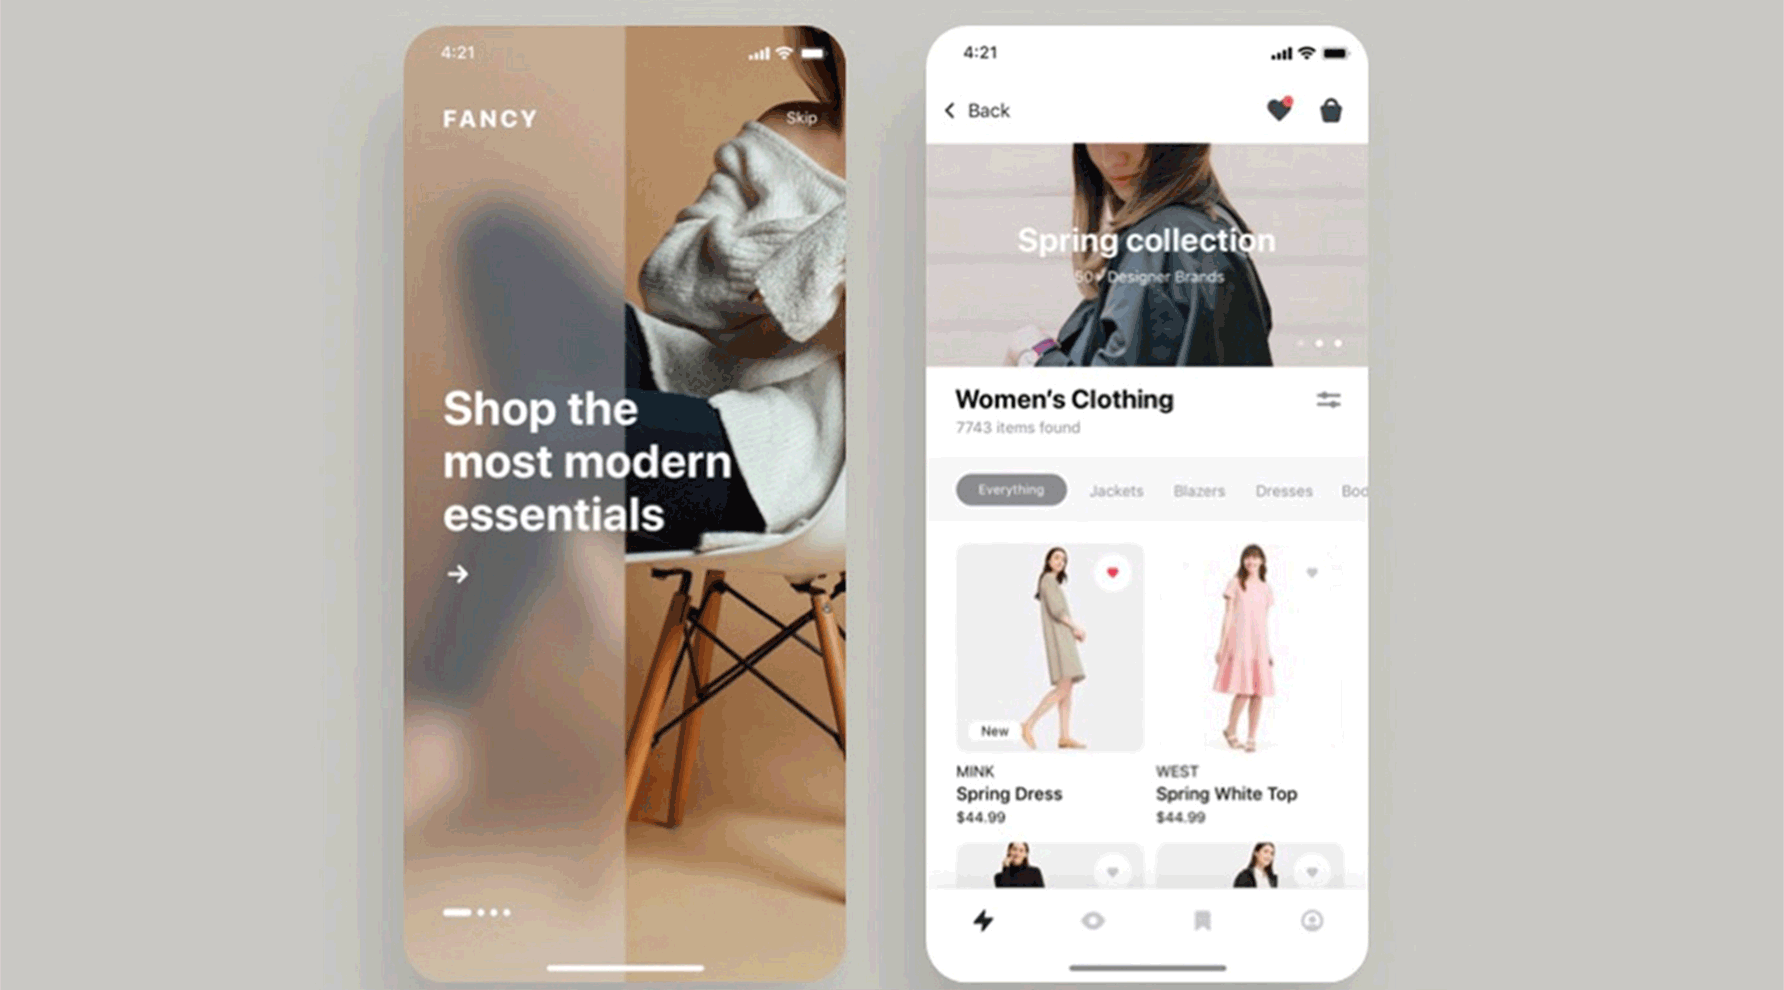 4:21
FANCY
Skip
Shop the
most modern
essentials
4:21
Back
Spring collection
50+ Designer Brands
Women's Clothing
7743 items found
Everything
Jackets
Blazers
Dresses
Boo
New
MINK
Spring Dress
$44.99
WEST
Spring White Top
$44.99